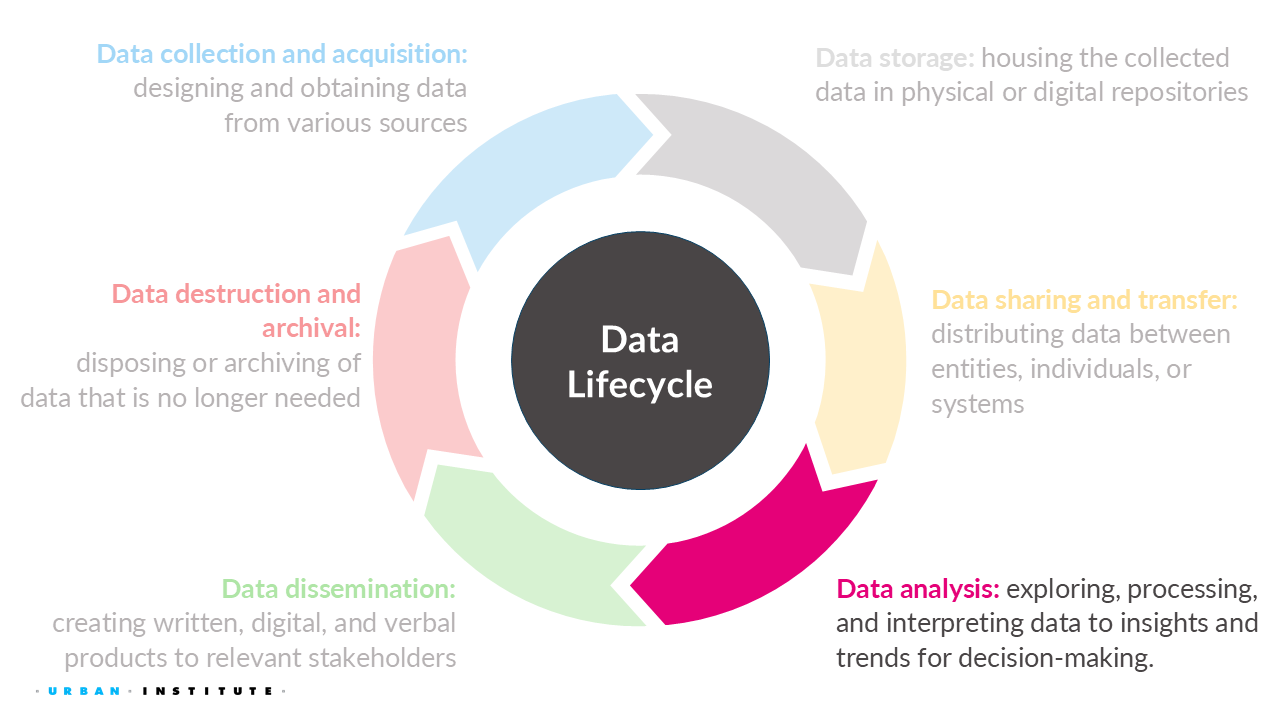 Data collection and acquisition:
designing and obtaining data
from various sources
Data storage: housing the collected
data in physical or digital repositories
Data sharing and transfer:
distributing data between
entities, individuals, or
systems
Data analysis: exploring, processing,
and interpreting data to insights and
trends for decision-making.
Data dissemination:
creating written, digital, and verbal
products to relevant stakeholders
Data destruction and
archival:
disposing or archiving of
data that is no longer needed
Data
Lifecycle
· URBAN · INSTITUTE ·